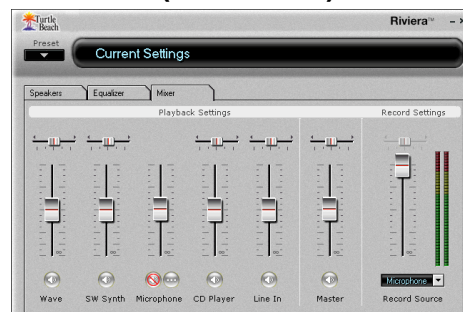 Turtle
Beach
Riviera™
Preset
Current Settings
Speakers
Equalizer
Mixer
Playback Settings
Record Settings
Microphone
Wave
SW Synth
Microphone
CD Player
Line In
Master
Record Source